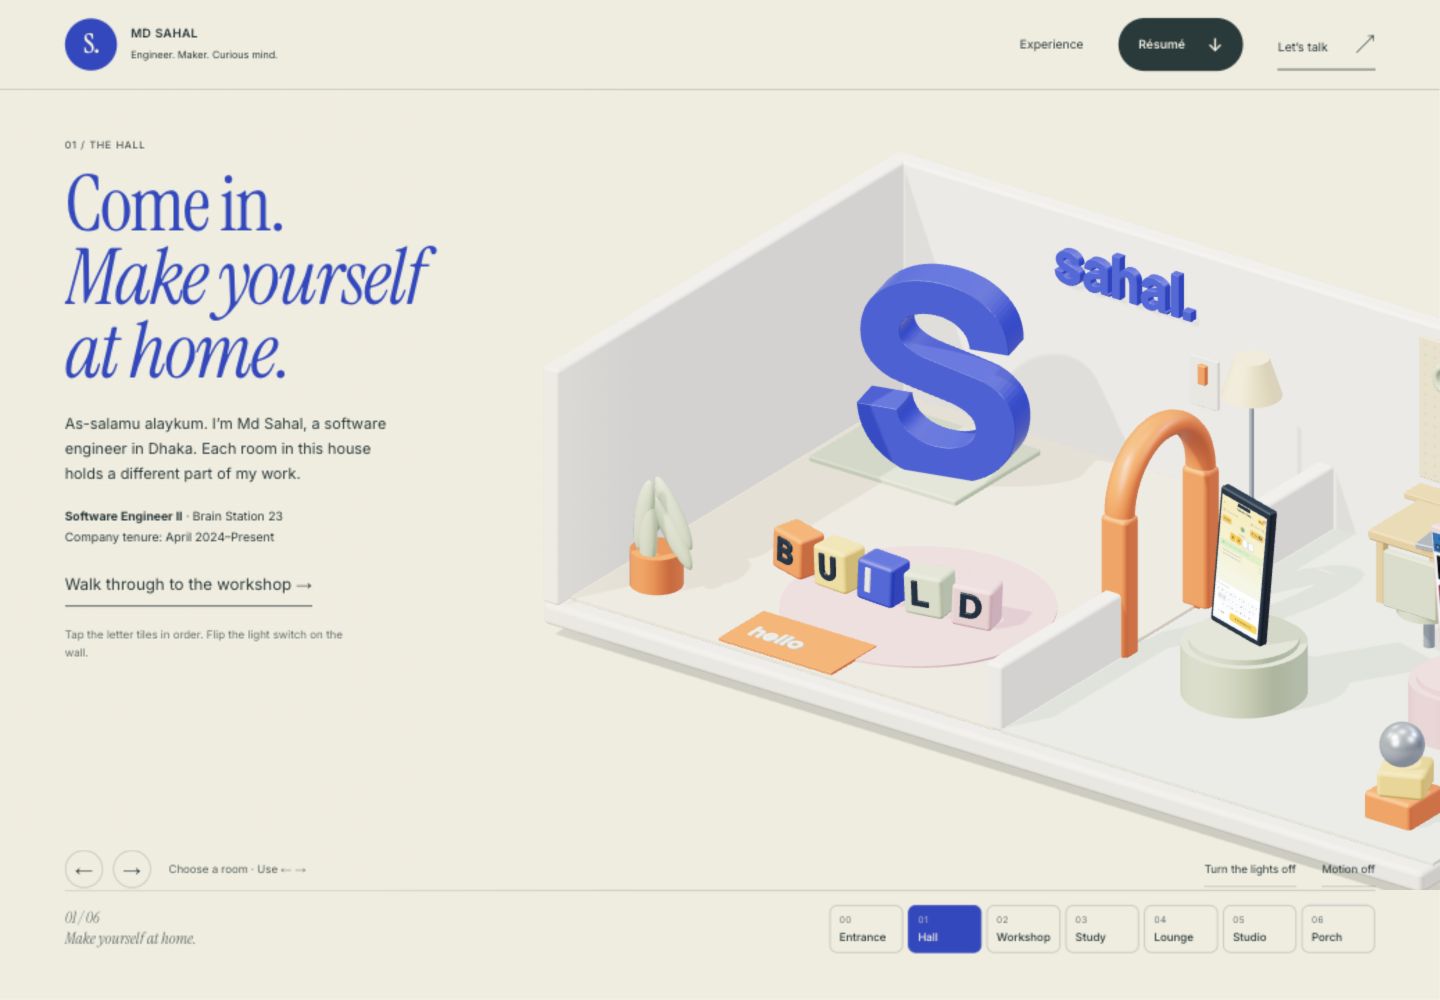 S.
MD SAHAL
Engineer. Maker. Curious mind.
Experience
Résumé ↓
Let's talk ↗
01 / THE HALL
Come in.
Make yourself
at home.
As-salamu alaykum. I'm Md Sahal, a software
engineer in Dhaka. Each room in this house
holds a different part of my work.
Software Engineer II · Brain Station 23
Company tenure: April 2024–Present
Walk through to the workshop →
Tap the letter tiles in order. Flip the light switch on the
wall.
S
sahal.
BUILD
hello
← → Choose a room · Use ← →
Turn the lights off
Motion off
01 / 06
Make yourself at home.
00
Entrance
01
Hall
02
Workshop
03
Study
04
Lounge
05
Studio
06
Porch